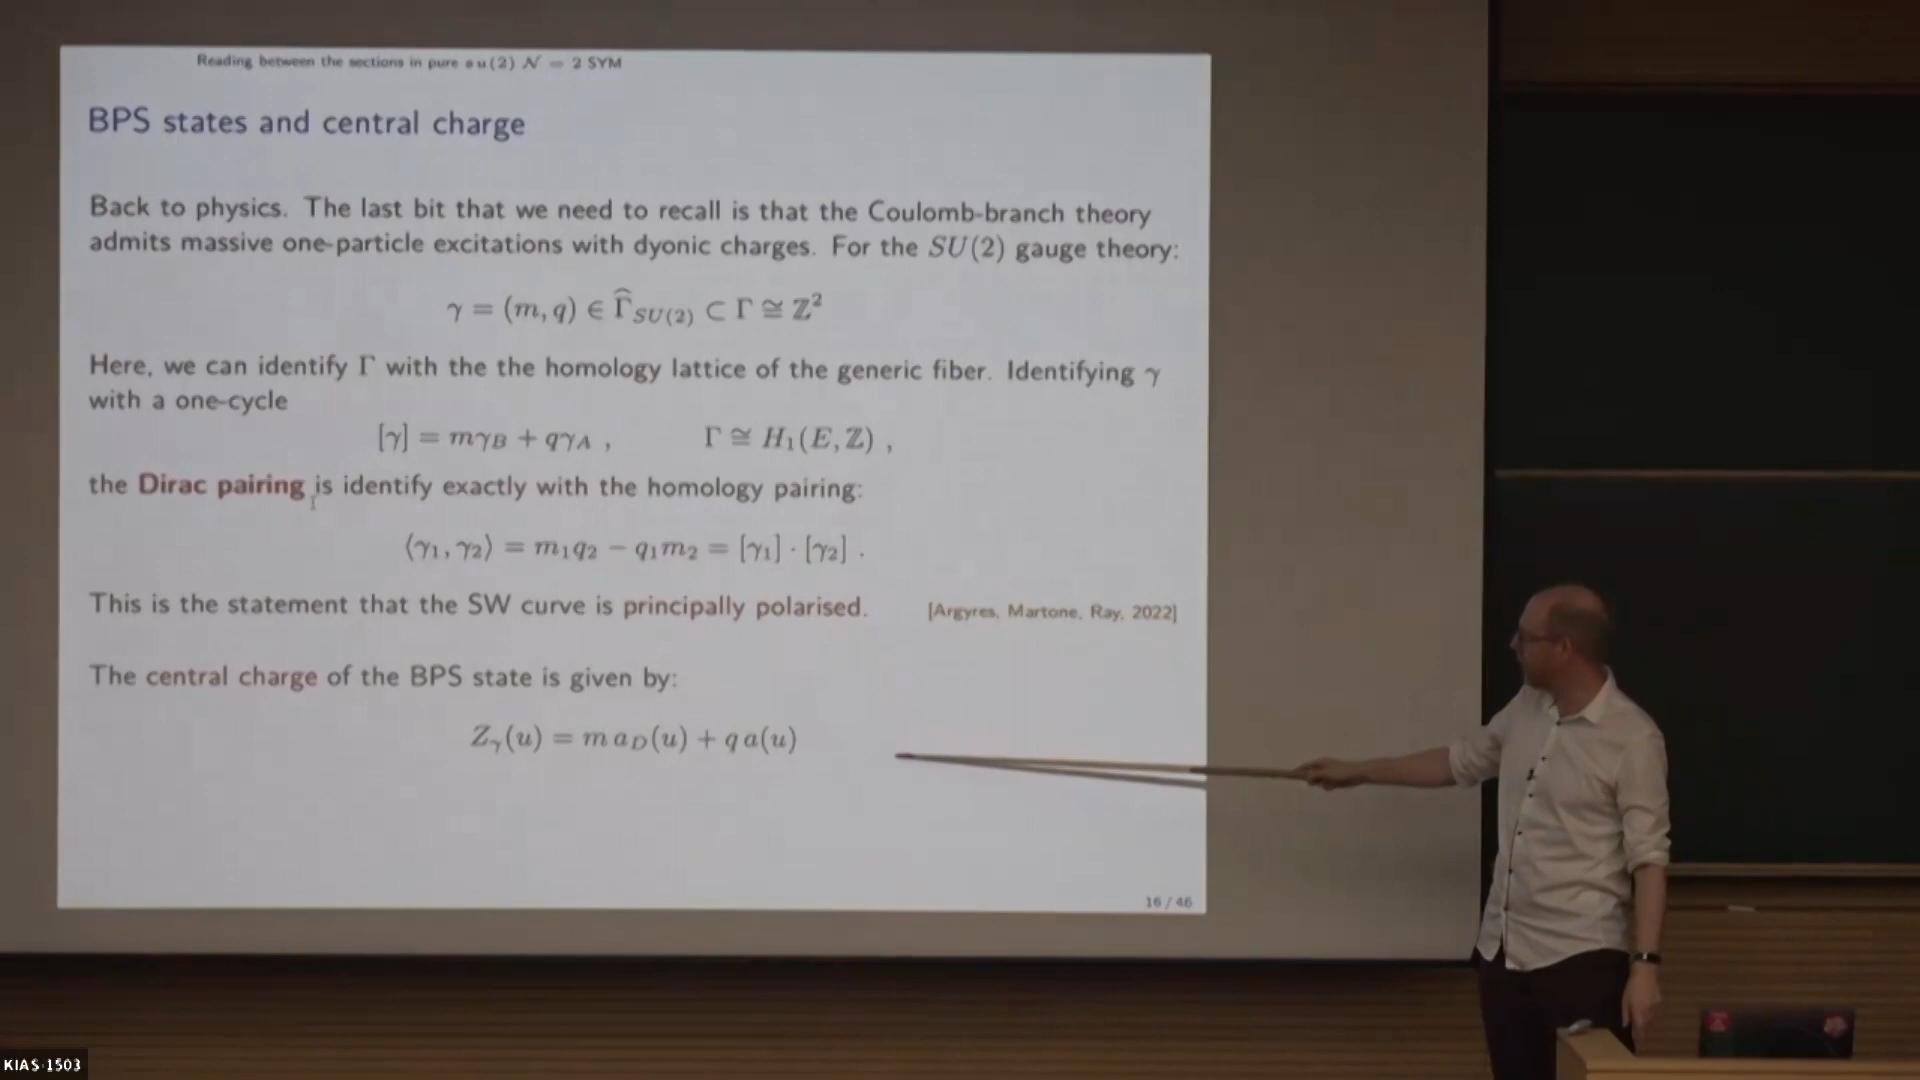 Reading between the sections in pure su(2) N = 2 SYM
BPS states and central charge
Back to physics. The last bit that we need to recall is that the Coulomb-branch theory
admits massive one-particle excitations with dyonic charges. For the SU(2) gauge theory:
γ = (m, q) ∈ Γ̂_{SU(2)} ⊂ Γ ≅ ℤ²
Here, we can identify Γ with the the homology lattice of the generic fiber. Identifying γ
with a one-cycle
[γ] = mγ_B + qγ_A , Γ ≅ H₁(E, ℤ) ,
the Dirac pairing is identify exactly with the homology pairing:
⟨γ₁, γ₂⟩ = m₁q₂ − q₁m₂ = [γ₁] · [γ₂] .
This is the statement that the SW curve is principally polarised. [Argyres, Martone, Ray, 2022]
The central charge of the BPS state is given by:
Z_γ(u) = m a_D(u) + q a(u)
16 / 46
KIAS 1503